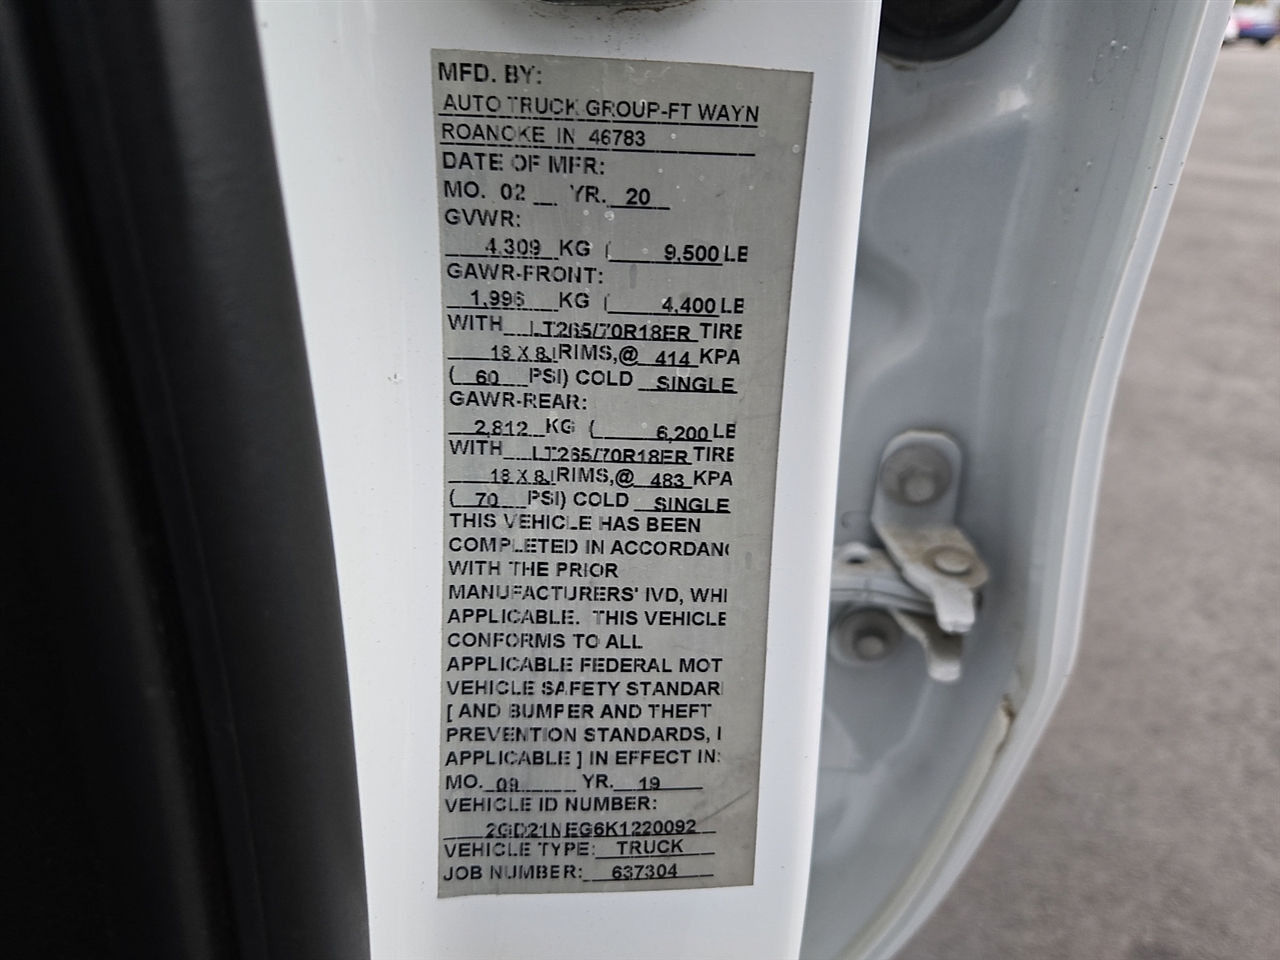 MFD. BY:
AUTO TRUCK GROUP-FT WAYN
ROANOKE IN 46783
DATE OF MFR:
MO. 02 YR. 20
GVWR:
4,309 KG ( 9,500 LB
GAWR-FRONT:
1,996 KG ( 4,400 LB
WITH LT265/70R18ER TIRE
18 X 8J RIMS,@ 414 KPA
( 60 PSI) COLD SINGLE
GAWR-REAR:
2,812 KG ( 6,200 LB
WITH LT265/70R18ER TIRE
18 X 8J RIMS,@ 483 KPA
( 70 PSI) COLD SINGLE
THIS VEHICLE HAS BEEN
COMPLETED IN ACCORDANC
WITH THE PRIOR
MANUFACTURERS' IVD, WHI
APPLICABLE. THIS VEHICLE
CONFORMS TO ALL
APPLICABLE FEDERAL MOT
VEHICLE SAFETY STANDAR
[ AND BUMPER AND THEFT
PREVENTION STANDARDS, I
APPLICABLE ] IN EFFECT IN:
MO. 09 YR. 19
VEHICLE ID NUMBER:
2GD21NEG6K1220092
VEHICLE TYPE: TRUCK
JOB NUMBER: 637304